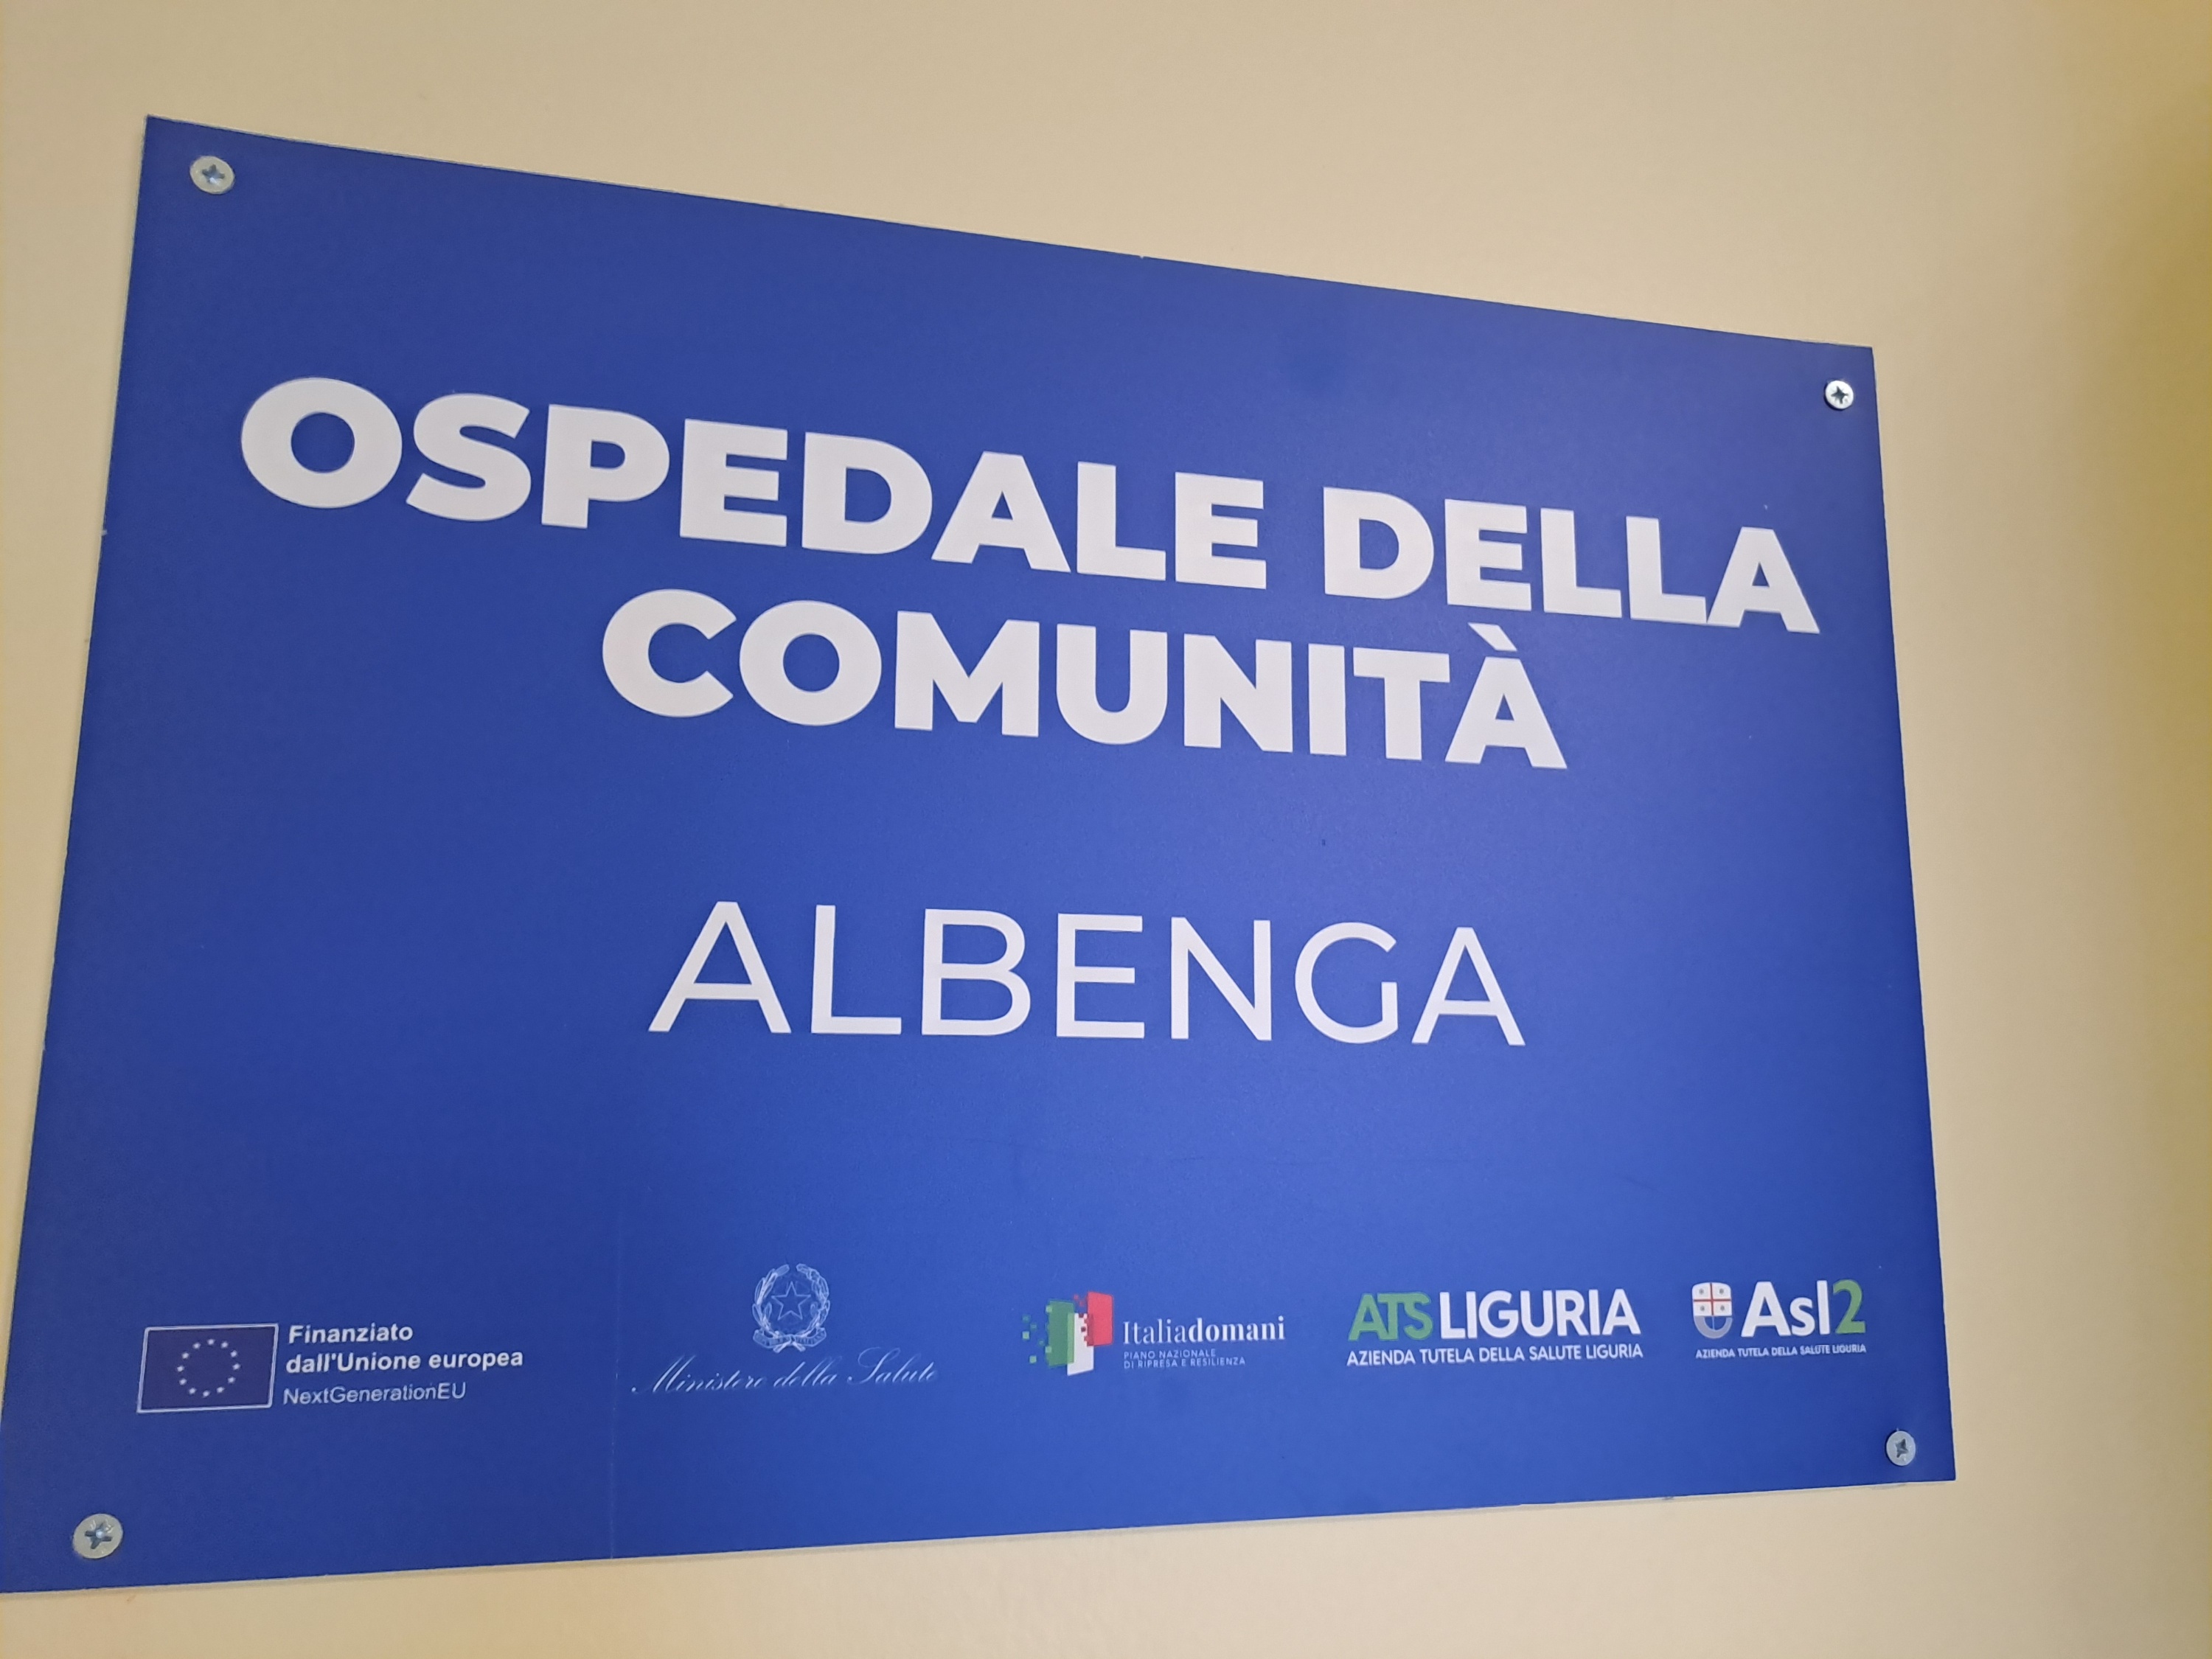 OSPEDALE DELLA
COMUNITÀ
ALBENGA
Finanziato
dall'Unione europea
NextGenerationEU
Ministero della Salute
Italiadomani
PIANO NAZIONALE
DI RIPRESA E RESILIENZA
ATS LIGURIA
AZIENDA TUTELA DELLA SALUTE LIGURIA
Asl2
AZIENDA TUTELA DELLA SALUTE LIGURIA